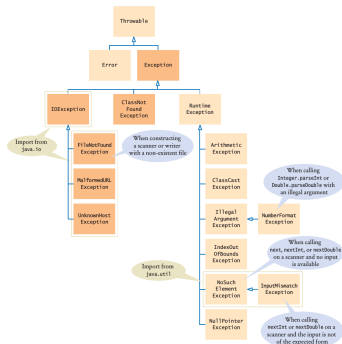 Throwable
Error
Exception
IOException
ClassNot
Found
Exception
Runtime
Exception
Import from
java.io
FileNotFound
Exception
When constructing
a scanner or writer
with a non-existent file
MalformedURL
Exception
UnknownHost
Exception
Arithmetic
Exception
ClassCast
Exception
Illegal
Argument
Exception
NumberFormat
Exception
When calling
Integer.parseInt or
Double.parseDouble with
an illegal argument
IndexOut
OfBounds
Exception
When calling
next, nextInt, or nextDouble
on a scanner and no input
is available
Import from
java.util
NoSuch
Element
Exception
InputMismatch
Exception
NullPointer
Exception
When calling
nextInt or nextDouble on a
scanner and the input is not
of the expected form